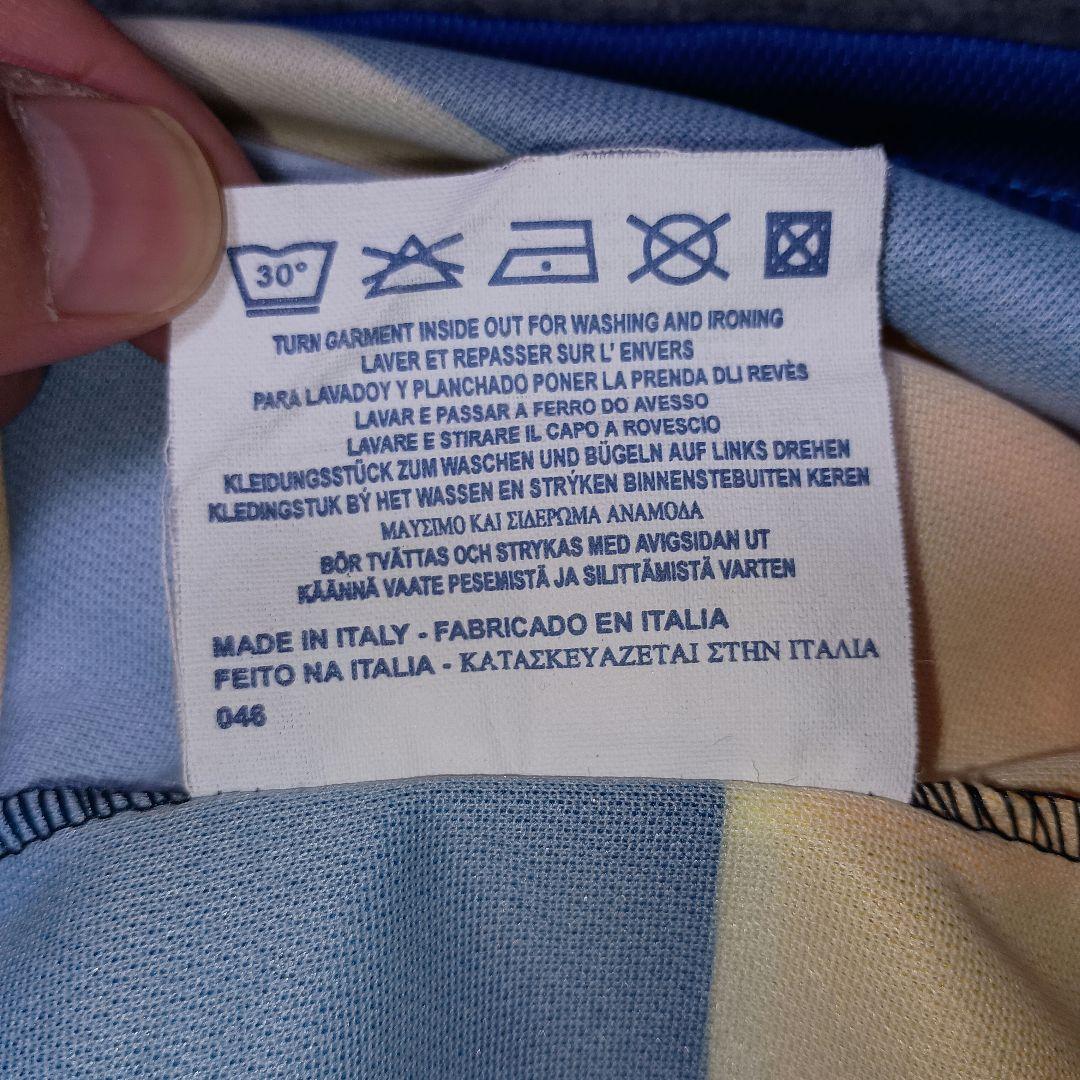 30°
TURN GARMENT INSIDE OUT FOR WASHING AND IRONING
LAVER ET REPASSER SUR L' ENVERS
PARA LAVADOY Y PLANCHADO PONER LA PRENDA DLI REVÈS
LAVAR E PASSAR A FERRO DO AVESSO
LAVARE E STIRARE IL CAPO A ROVESCIO
KLEIDUNGSSTÜCK ZUM WASCHEN UND BÜGELN AUF LINKS DREHEN
KLEDINGSTUK BÝ HET WASSEN EN STRÝKEN BINNENSTEBUITEN KEREN
ΜΑΥΣΙΜΟ ΚΑΙ ΣΙΔΕΡΩΜΑ ΑΝΑΜΟΔΑ
BÖR TVÄTTAS OCH STRYKAS MED AVIGSIDAN UT
KÄÄNNÄ VAATE PESEMISTÄ JA SILITTÄMISTÄ VARTEN
MADE IN ITALY - FABRICADO EN ITALIA
FEITO NA ITALIA - ΚΑΤΑΣΚΕΥΑΖΕΤΑΙ ΣΤΗΝ ΙΤΑΛΙΑ
046